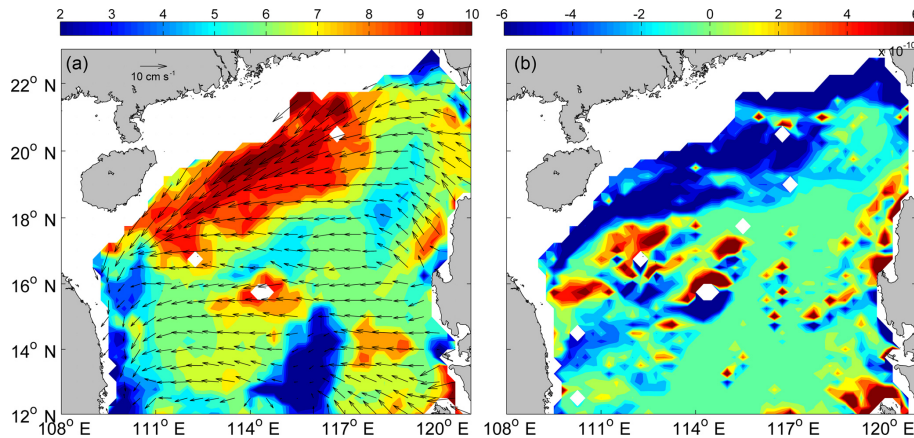 2 3 4 5 6 7 8 9 10
-6 -4 -2 0 2 4 6
x 10
(a)
(b)
10 cm s-1
22° N
20° N
18° N
16° N
14° N
12° N
108° E 111° E 114° E 117° E 120° E
108° E 111° E 114° E 117° E 120° E